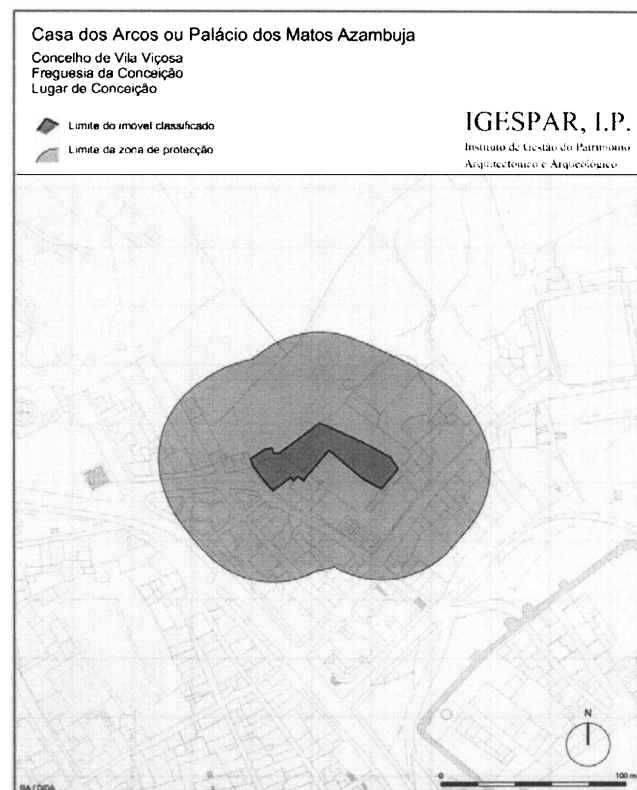 Casa dos Arcos ou Palácio dos Matos Azambuja
Concelho de Vila Viçosa
Freguesia da Conceição
Lugar de Conceição
Limite do imóvel classificado
Limite da zona de protecção
IGESPAR, I.P.
Instituto de Gestão do Património
Arquitectónico e Arqueológico
N
0 100 m